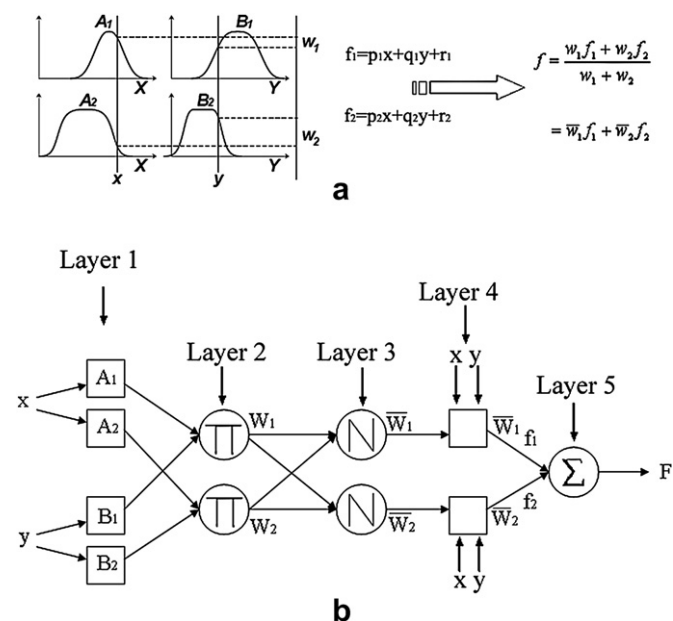 A₁ B₁ w₁
X Y
A₂ B₂ w₂
X Y
x y
f₁=p₁x+q₁y+r₁
f₂=p₂x+q₂y+r₂
f = (w₁f₁ + w₂f₂) / (w₁ + w₂)
= w̅₁f₁ + w̅₂f₂
a
Layer 1
Layer 2
Layer 3
Layer 4
Layer 5
x
y
A₁
A₂
B₁
B₂
∏ W₁
∏ W₂
N W̅₁
N W̅₂
x y
W̅₁ f₁
W̅₂ f₂
x y
Σ F
b